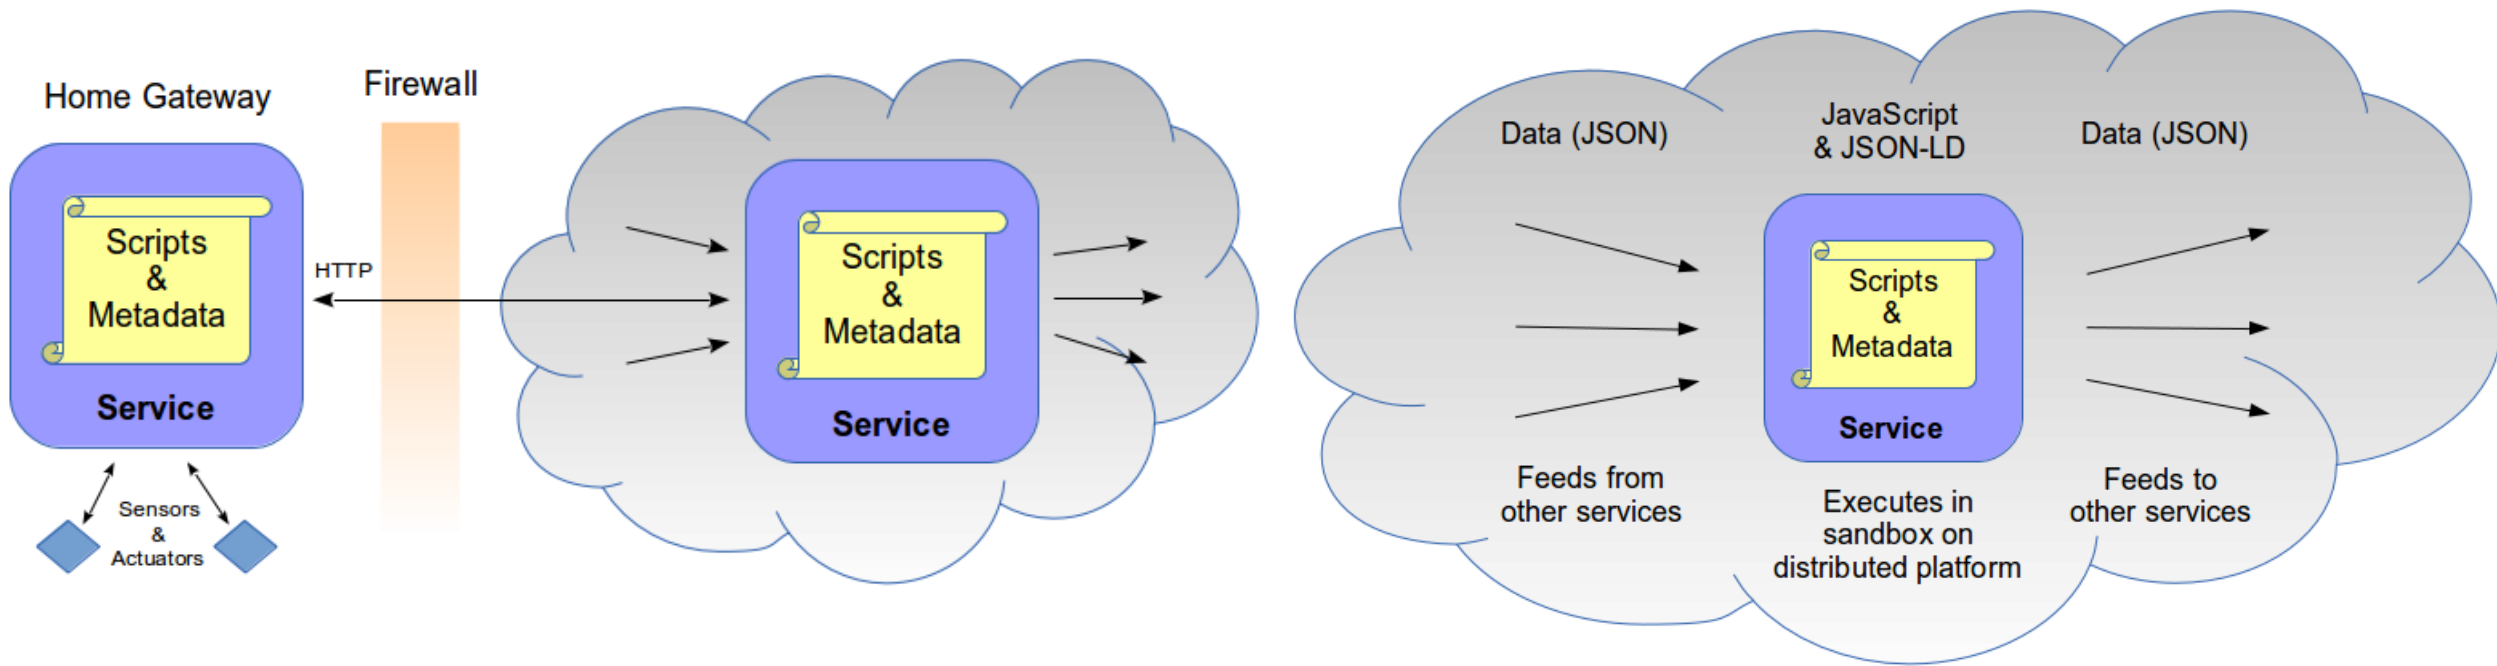 Home Gateway
Scripts
&
Metadata
Service
Sensors
&
Actuators
HTTP
Firewall
Scripts
&
Metadata
Service
Data (JSON)
JavaScript
& JSON-LD
Data (JSON)
Scripts
&
Metadata
Service
Feeds from
other services
Executes in
sandbox on
distributed platform
Feeds to
other services